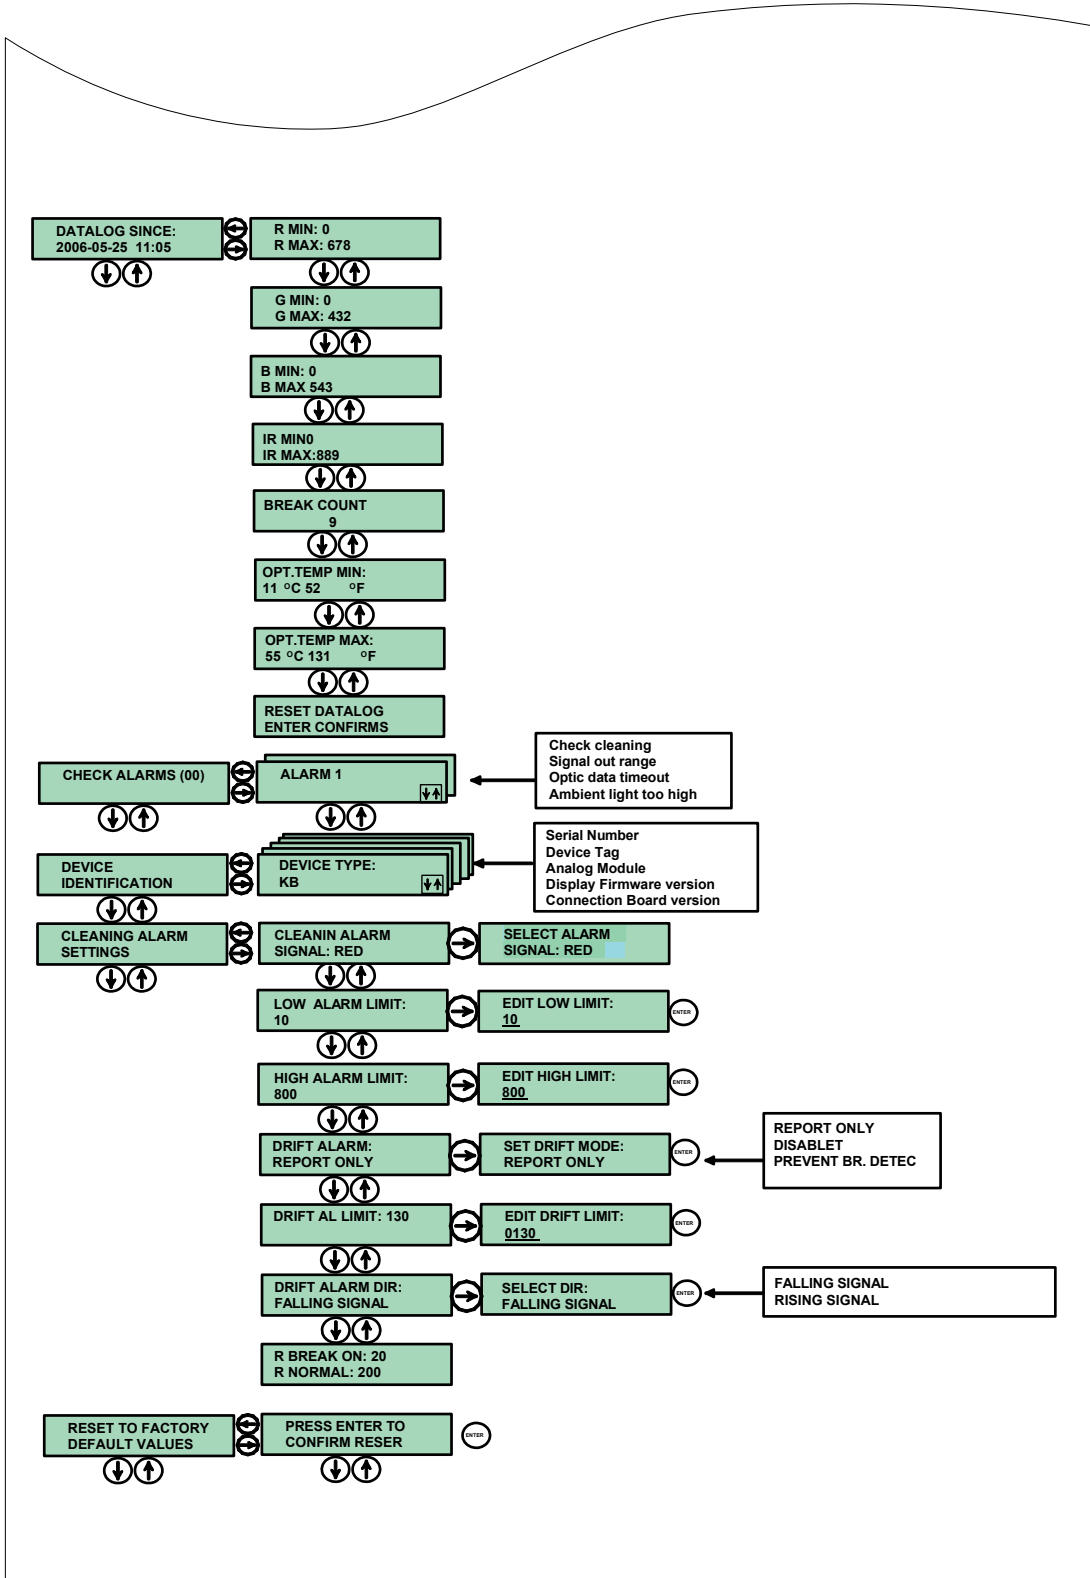 DATALOG SINCE:
2006-05-25 11:05
R MIN: 0
R MAX: 678
G MIN: 0
G MAX: 432
B MIN: 0
B MAX 543
IR MIN0
IR MAX:889
BREAK COUNT
9
OPT.TEMP MIN:
11 °C 52 °F
OPT.TEMP MAX:
55 °C 131 °F
RESET DATALOG
ENTER CONFIRMS
CHECK ALARMS (00)
ALARM 1
Check cleaning
Signal out range
Optic data timeout
Ambient light too high
DEVICE
IDENTIFICATION
DEVICE TYPE:
KB
Serial Number
Device Tag
Analog Module
Display Firmware version
Connection Board version
CLEANING ALARM
SETTINGS
CLEANIN ALARM
SIGNAL: RED
SELECT ALARM
SIGNAL: RED
LOW ALARM LIMIT:
10
EDIT LOW LIMIT:
10
ENTER
HIGH ALARM LIMIT:
800
EDIT HIGH LIMIT:
800
ENTER
DRIFT ALARM:
REPORT ONLY
SET DRIFT MODE:
REPORT ONLY
ENTER
REPORT ONLY
DISABLET
PREVENT BR. DETEC
DRIFT AL LIMIT: 130
EDIT DRIFT LIMIT:
0130
ENTER
DRIFT ALARM DIR:
FALLING SIGNAL
SELECT DIR:
FALLING SIGNAL
ENTER
FALLING SIGNAL
RISING SIGNAL
R BREAK ON: 20
R NORMAL: 200
RESET TO FACTORY
DEFAULT VALUES
PRESS ENTER TO
CONFIRM RESER
ENTER